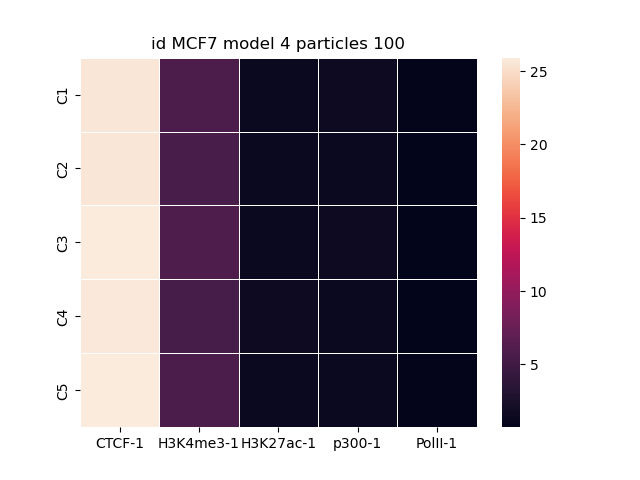 id MCF7 model 4 particles 100
C1
C2
C3
C4
C5
CTCF-1 H3K4me3-1 H3K27ac-1 p300-1 PolII-1
25
20
15
10
5